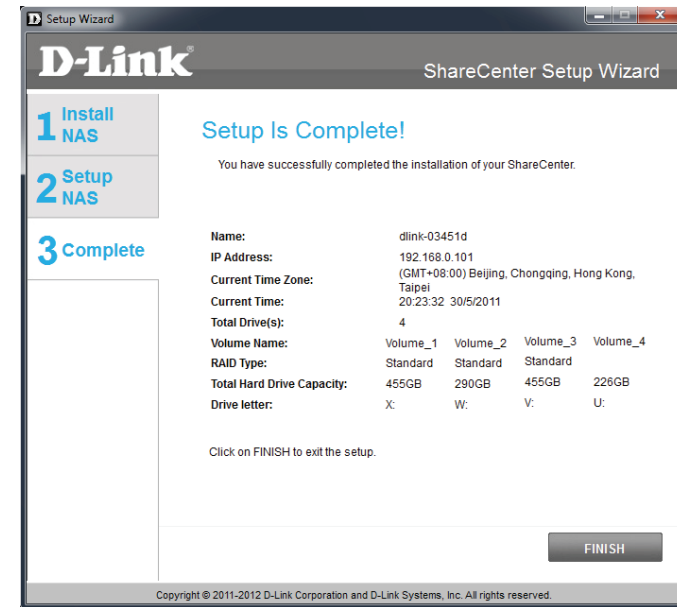 Setup Wizard
D-Link®
ShareCenter Setup Wizard
1 Install
NAS
2 Setup
NAS
3 Complete
Setup Is Complete!
You have successfully completed the installation of your ShareCenter.
Name: dlink-03451d
IP Address: 192.168.0.101
Current Time Zone: (GMT+08:00) Beijing, Chongqing, Hong Kong,
Taipei
Current Time: 20:23:32 30/5/2011
Total Drive(s): 4
Volume Name: Volume_1 Volume_2 Volume_3 Volume_4
RAID Type: Standard Standard Standard
Total Hard Drive Capacity: 455GB 290GB 455GB 226GB
Drive letter: X: W: V: U:
Click on FINISH to exit the setup.
FINISH
Copyright © 2011-2012 D-Link Corporation and D-Link Systems, Inc. All rights reserved.